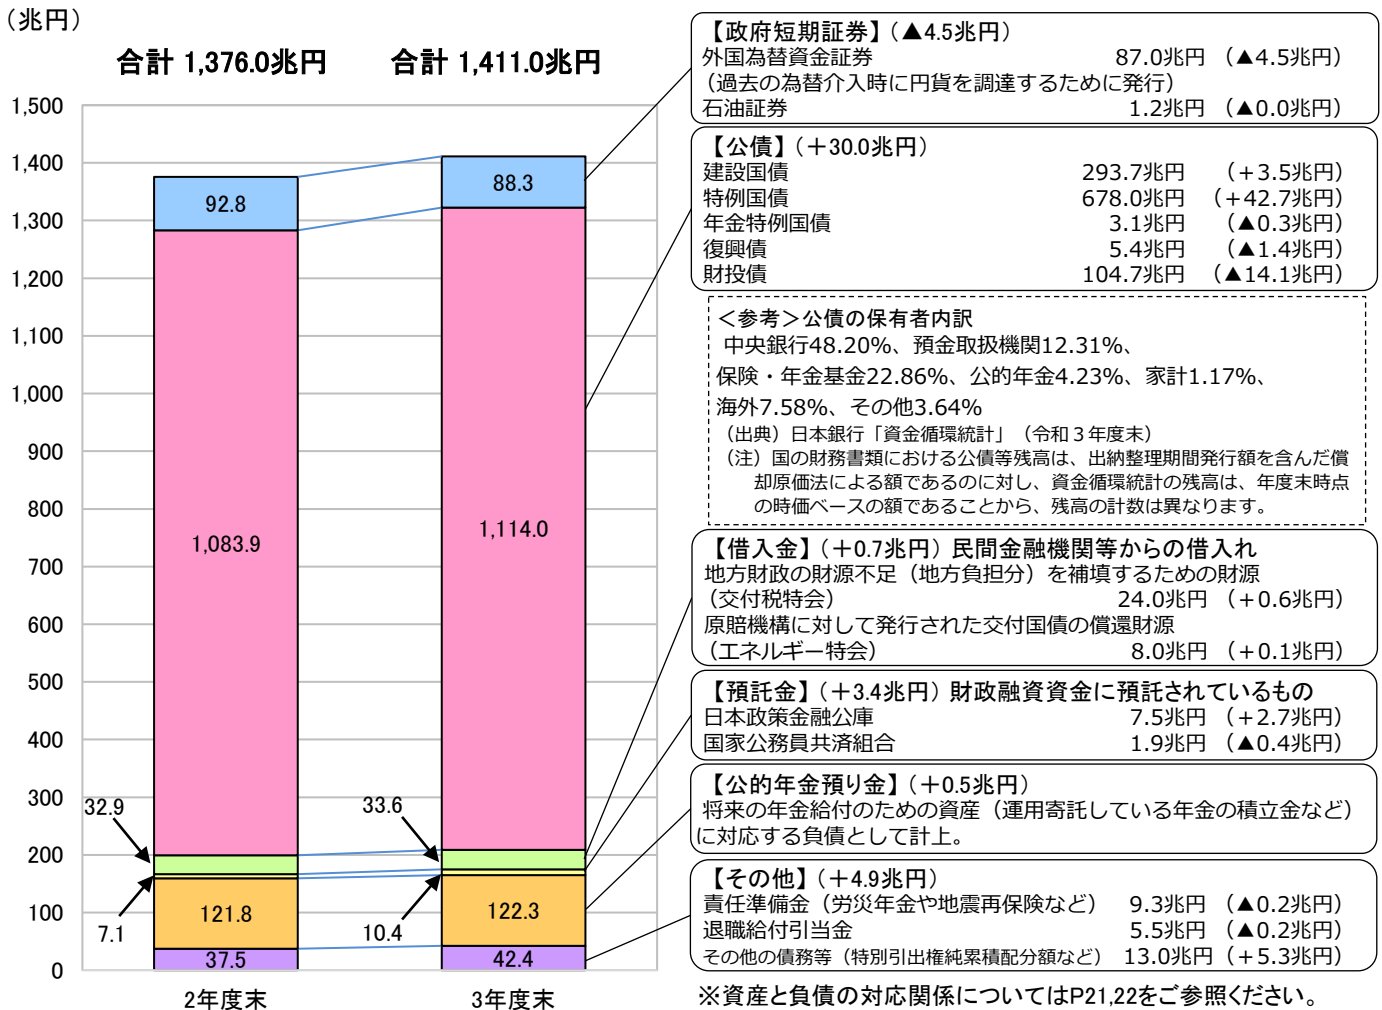 （兆円）
合計 1,376.0兆円
合計 1,411.0兆円
1,500
1,400
1,300
1,200
1,100
1,000
900
800
700
600
500
400
300
200
100
0
92.8
1,083.9
32.9
7.1
121.8
37.5
2年度末
88.3
1,114.0
33.6
10.4
122.3
42.4
3年度末
【政府短期証券】（▲4.5兆円）
外国為替資金証券 87.0兆円 （▲4.5兆円）
（過去の為替介入時に円貨を調達するために発行）
石油証券 1.2兆円 （▲0.0兆円）
【公債】（＋30.0兆円）
建設国債 293.7兆円 （＋3.5兆円）
特例国債 678.0兆円 （＋42.7兆円）
年金特例国債 3.1兆円 （▲0.3兆円）
復興債 5.4兆円 （▲1.4兆円）
財投債 104.7兆円 （▲14.1兆円）
＜参考＞公債の保有者内訳
中央銀行48.20%、預金取扱機関12.31%、
保険・年金基金22.86%、公的年金4.23%、家計1.17%、
海外7.58%、その他3.64%
（出典）日本銀行「資金循環統計」（令和３年度末）
（注）国の財務書類における公債等残高は、出納整理期間発行額を含んだ償
却原価法による額であるのに対し、資金循環統計の残高は、年度末時点
の時価ベースの額であることから、残高の計数は異なります。
【借入金】（＋0.7兆円）民間金融機関等からの借入れ
地方財政の財源不足（地方負担分）を補填するための財源
（交付税特会） 24.0兆円 （＋0.6兆円）
原賠機構に対して発行された交付国債の償還財源
（エネルギー特会） 8.0兆円 （＋0.1兆円）
【預託金】（＋3.4兆円）財政融資資金に預託されているもの
日本政策金融公庫 7.5兆円 （＋2.7兆円）
国家公務員共済組合 1.9兆円 （▲0.4兆円）
【公的年金預り金】（＋0.5兆円）
将来の年金給付のための資産（運用寄託している年金の積立金など）
に対応する負債として計上。
【その他】（＋4.9兆円）
責任準備金（労災年金や地震再保険など） 9.3兆円 （▲0.2兆円）
退職給付引当金 5.5兆円 （▲0.2兆円）
その他の債務等（特別引出権純累積配分額など） 13.0兆円（＋5.3兆円）
※資産と負債の対応関係についてはP21,22をご参照ください。